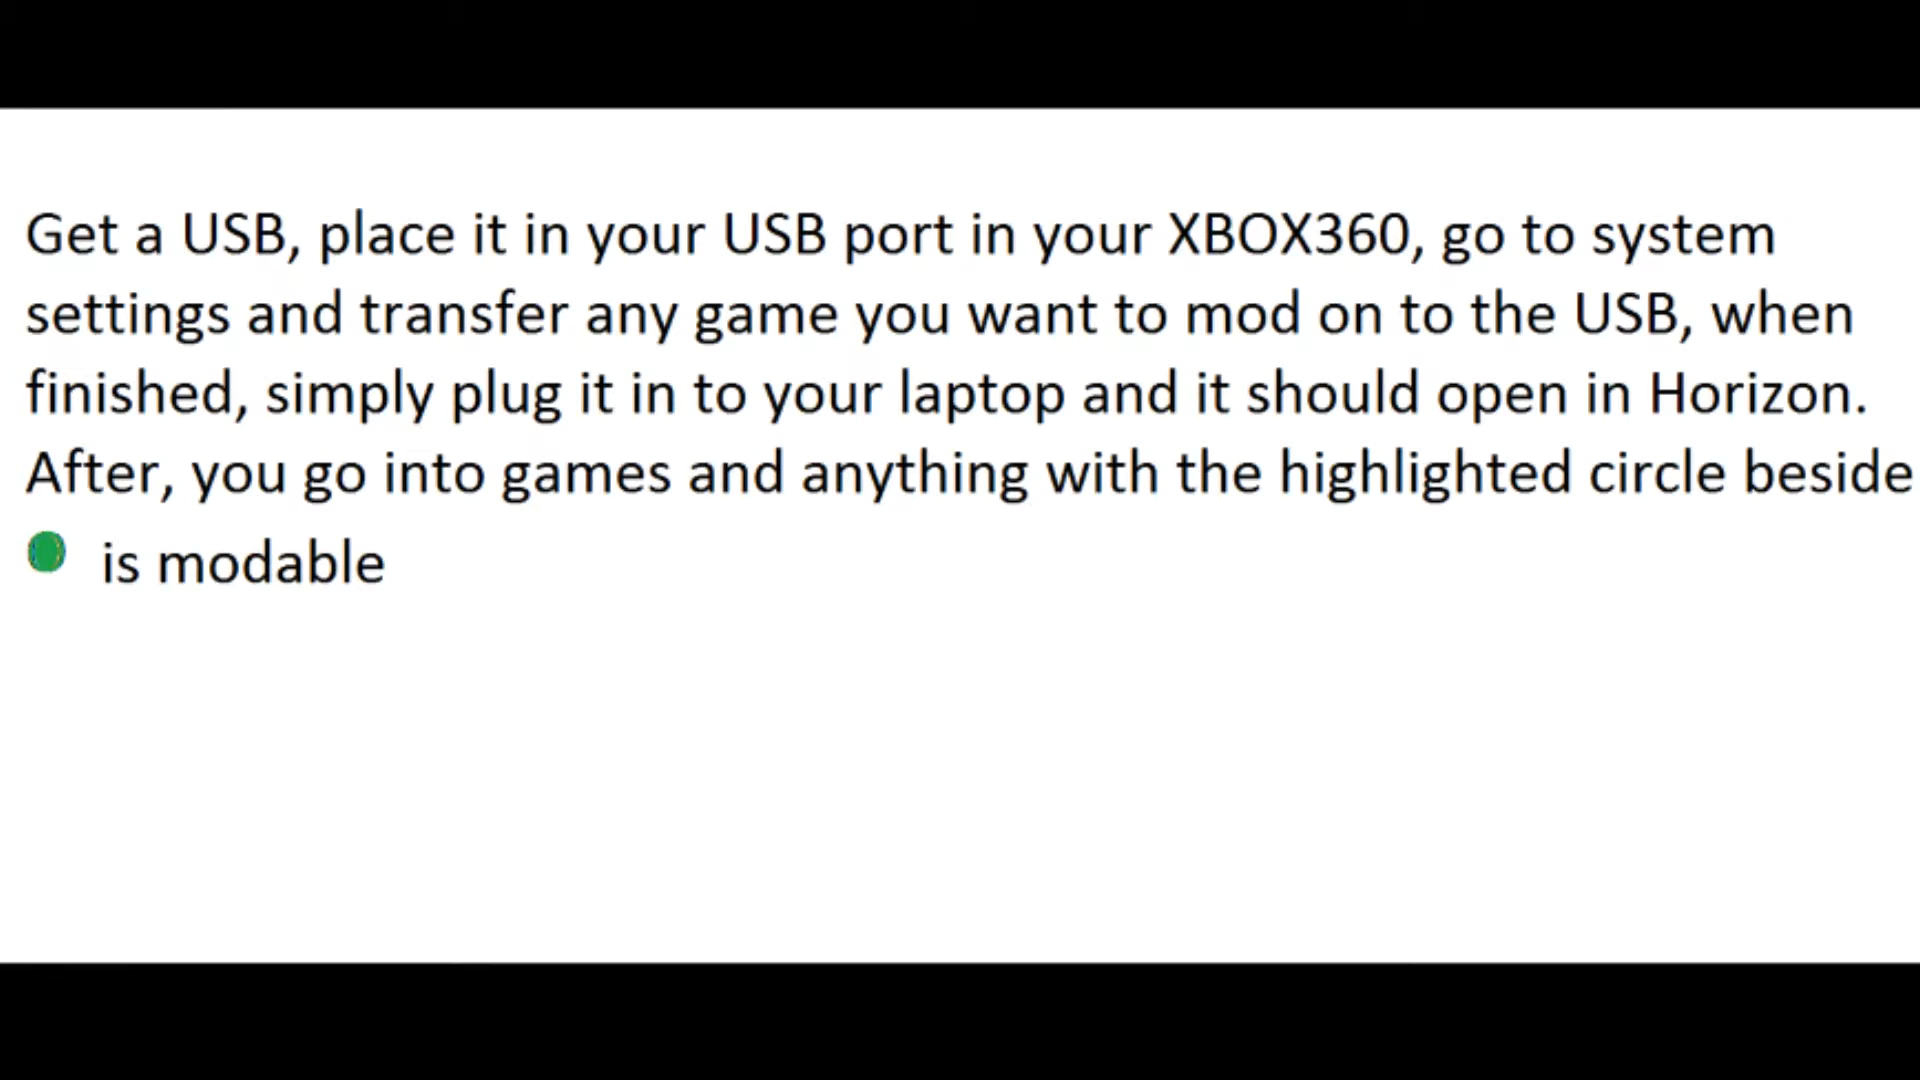 Get a USB, place it in your USB port in your XBOX360, go to system
settings and transfer any game you want to mod on to the USB, when
finished, simply plug it in to your laptop and it should open in Horizon.
After, you go into games and anything with the highlighted circle beside
is modable